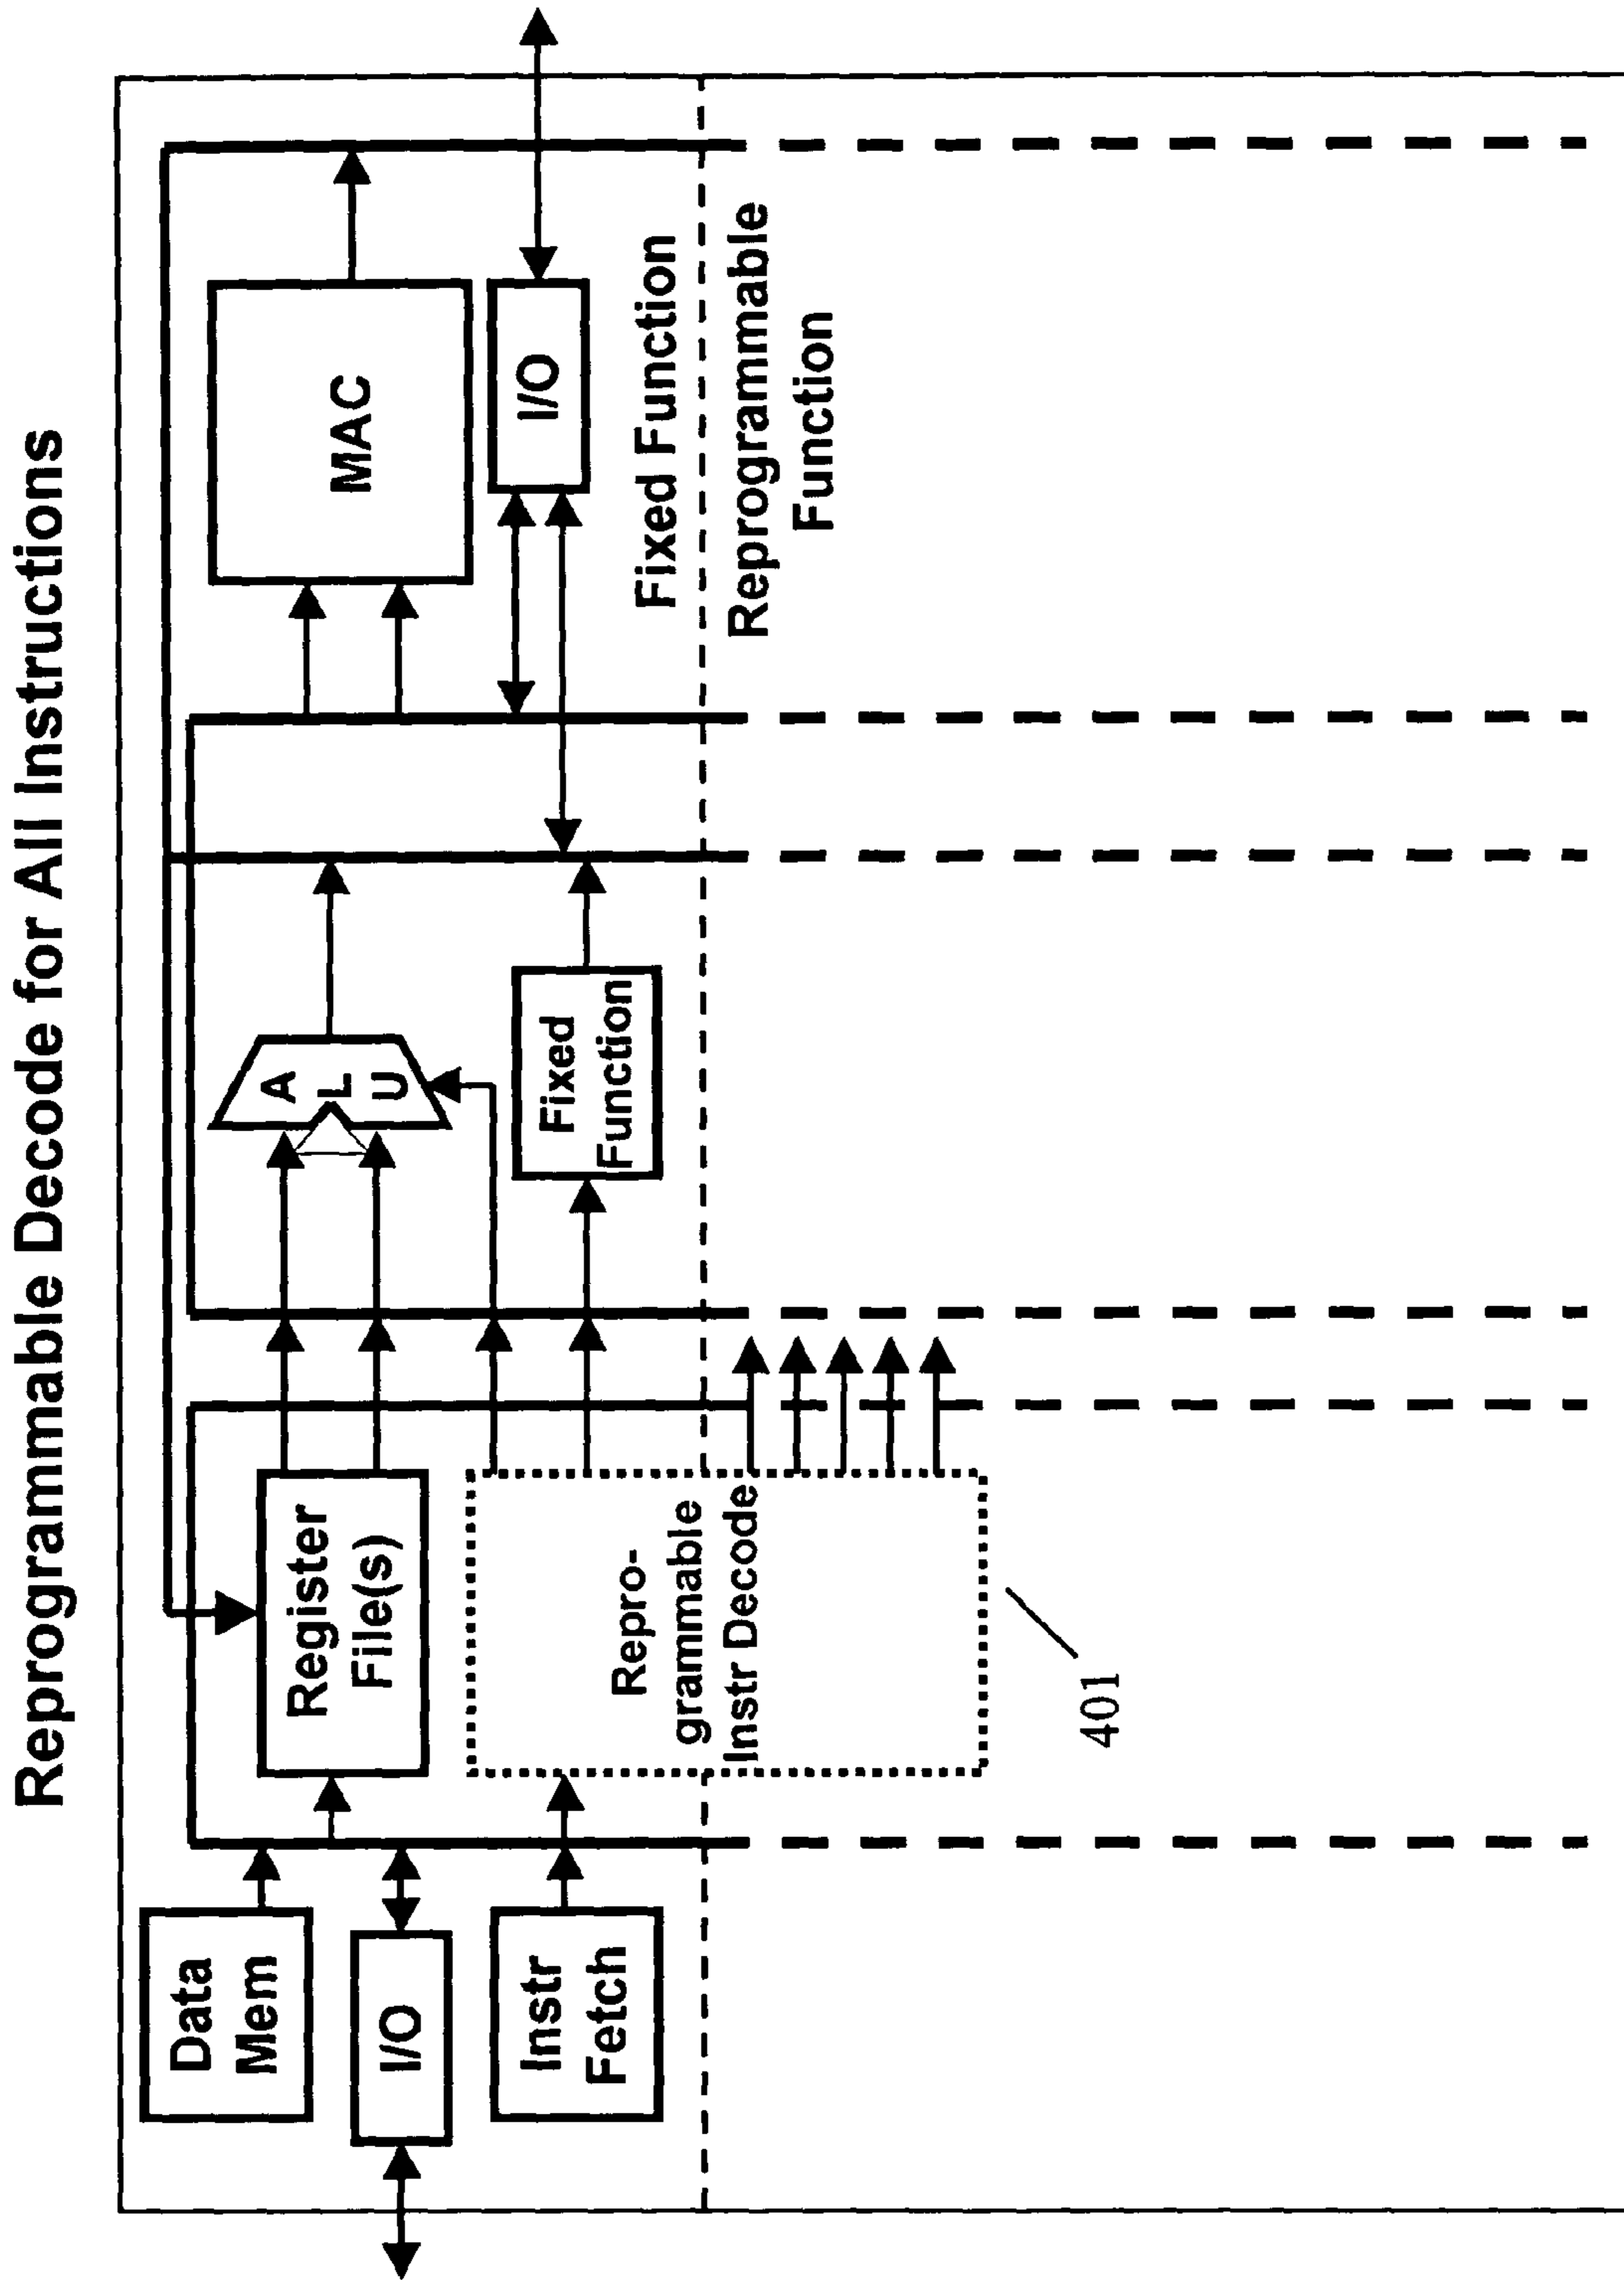 Reprogrammable Decode for All Instructions
Data
Mem
I/O
Instr
Fetch
Register
File(s)
Repro-
grammable
Instr Decode
401
A
L
U
Fixed
Function
MAC
I/O
Fixed Function
Reprogrammable
Function